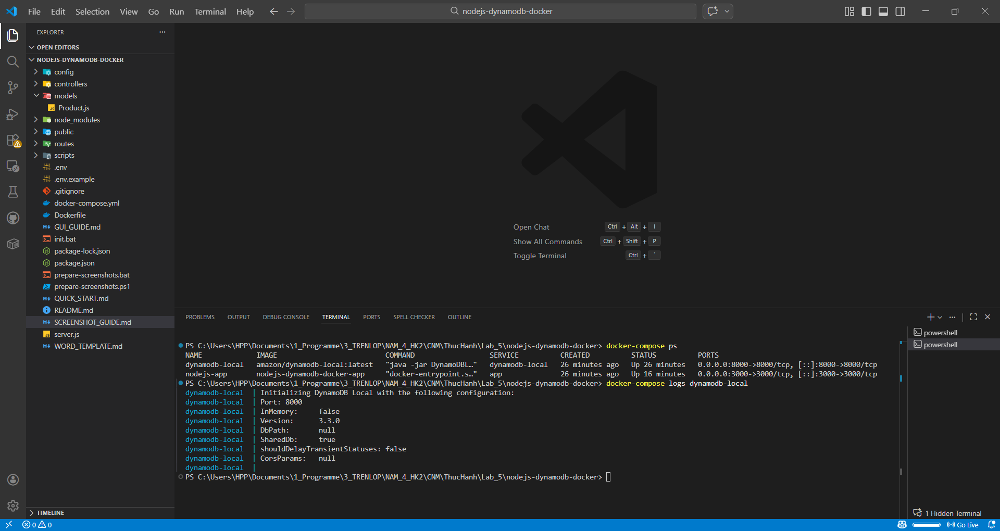 File Edit Selection View Go Run Terminal Help
nodejs-dynamodb-docker
EXPLORER
OPEN EDITORS
NODEJS-DYNAMODB-DOCKER
config
controllers
models
Product.js
node_modules
public
routes
scripts
.env
.env.example
.gitignore
docker-compose.yml
Dockerfile
GUI_GUIDE.md
init.bat
package-lock.json
package.json
prepare-screenshots.bat
prepare-screenshots.ps1
QUICK_START.md
README.md
SCREENSHOT_GUIDE.md
server.js
WORD_TEMPLATE.md
TIMELINE
Open Chat Ctrl + Alt + I
Show All Commands Ctrl + Shift + P
Toggle Terminal Ctrl + `
PROBLEMS OUTPUT DEBUG CONSOLE TERMINAL PORTS SPELL CHECKER OUTLINE
PS C:\Users\HPP\Documents\1_Programme\3_TRENLOP\NAM_4_HK2\CNM\ThucHanh\Lab_5\nodejs-dynamodb-docker> docker-compose ps
NAME IMAGE COMMAND SERVICE CREATED STATUS PORTS
dynamodb-local amazon/dynamodb-local:latest "java -jar DynamoDBL…" dynamodb-local 26 minutes ago Up 26 minutes 0.0.0.0:8000->8000/tcp, [::]:8000->8000/tcp
nodejs-app nodejs-dynamodb-docker-app "docker-entrypoint.s…" app 26 minutes ago Up 16 minutes 0.0.0.0:3000->3000/tcp, [::]:3000->3000/tcp
PS C:\Users\HPP\Documents\1_Programme\3_TRENLOP\NAM_4_HK2\CNM\ThucHanh\Lab_5\nodejs-dynamodb-docker> docker-compose logs dynamodb-local
dynamodb-local | Initializing DynamoDB Local with the following configuration:
dynamodb-local | Port: 8000
dynamodb-local | InMemory: false
dynamodb-local | Version: 3.3.0
dynamodb-local | DbPath: null
dynamodb-local | SharedDb: true
dynamodb-local | shouldDelayTransientStatuses: false
dynamodb-local | CorsParams: null
dynamodb-local |
PS C:\Users\HPP\Documents\1_Programme\3_TRENLOP\NAM_4_HK2\CNM\ThucHanh\Lab_5\nodejs-dynamodb-docker>
powershell
powershell
1 Hidden Terminal
0 0
Go Live